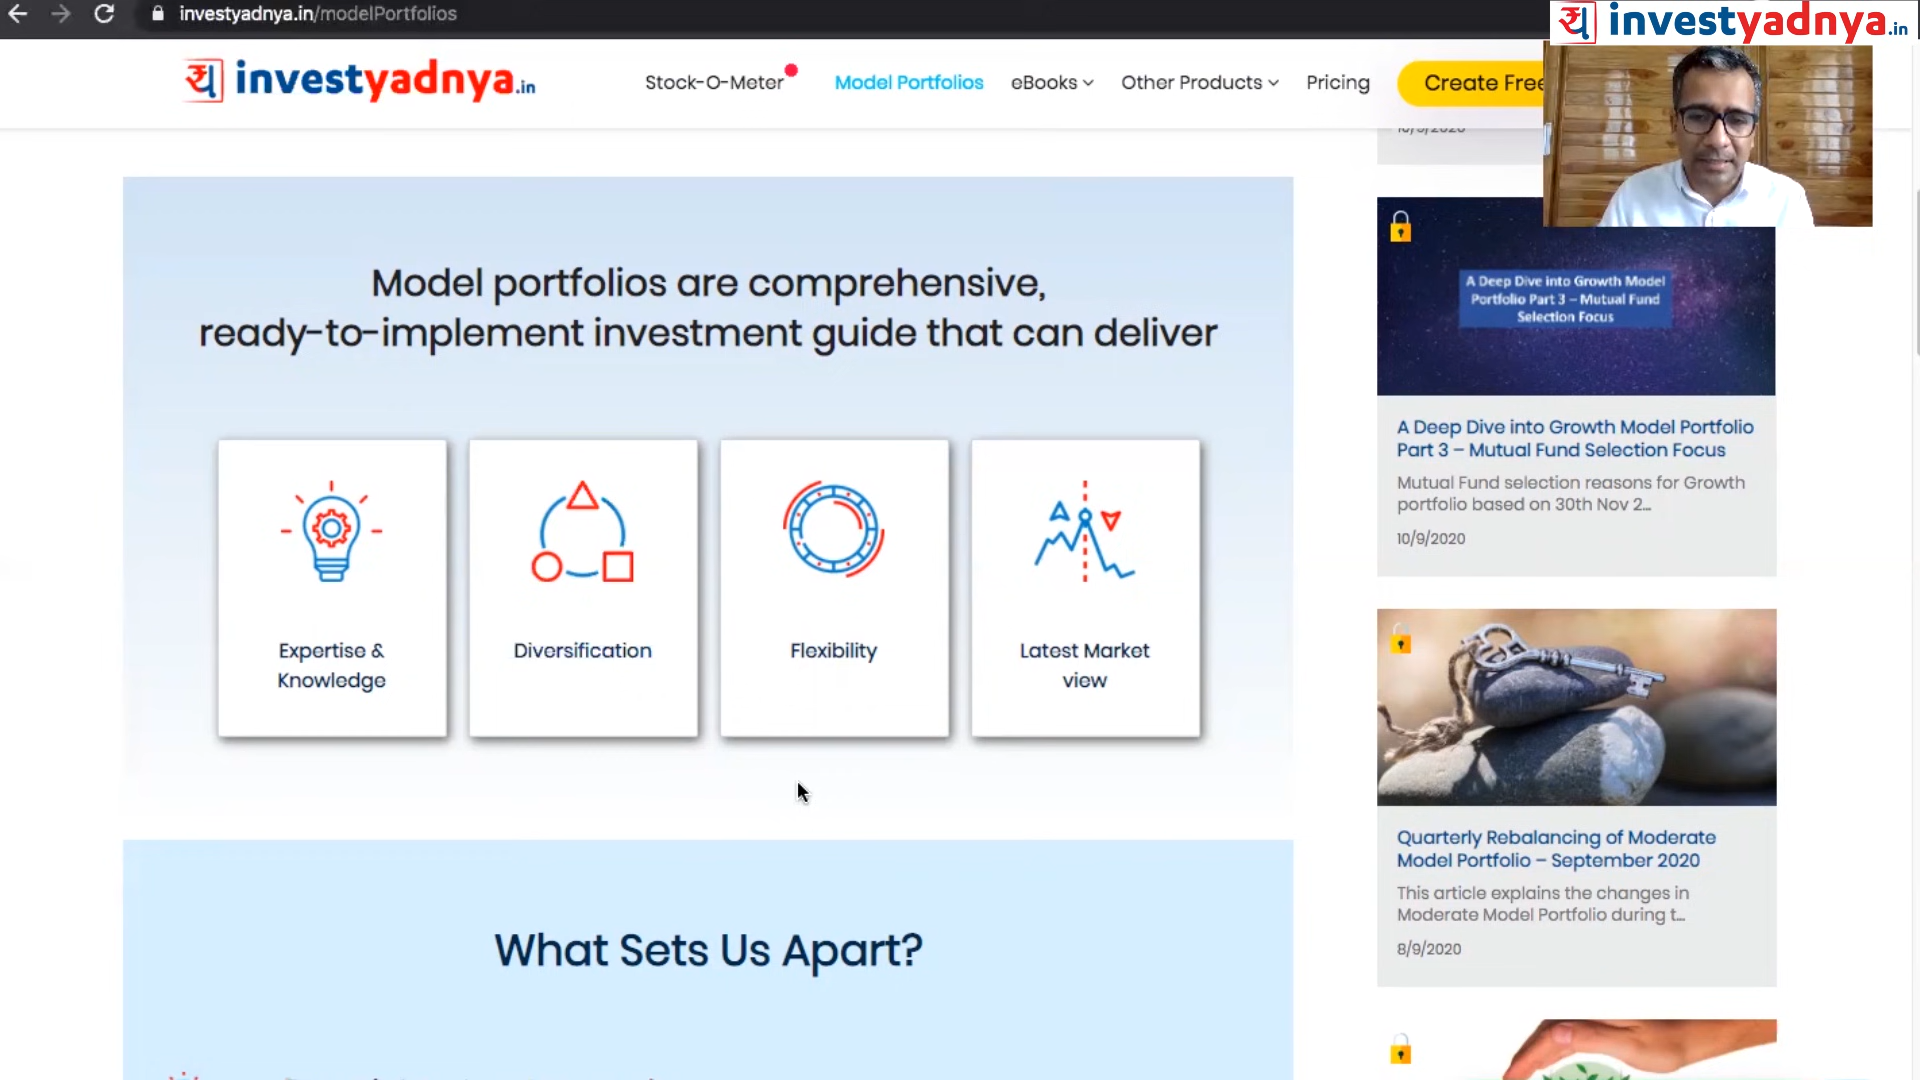 investyadnya.in/modelPortfolios
investyadnya.in
investyadnya.in
Stock-O-Meter
Model Portfolios
eBooks
Other Products
Pricing
Create Free
Model portfolios are comprehensive,
ready-to-implement investment guide that can deliver
Expertise &
Knowledge
Diversification
Flexibility
Latest Market
view
What Sets Us Apart?
A Deep Dive into Growth Model
Portfolio Part 3 – Mutual Fund
Selection Focus
A Deep Dive into Growth Model Portfolio
Part 3 – Mutual Fund Selection Focus
Mutual Fund selection reasons for Growth
portfolio based on 30th Nov 2...
10/9/2020
Quarterly Rebalancing of Moderate
Model Portfolio – September 2020
This article explains the changes in
Moderate Model Portfolio during t...
8/9/2020